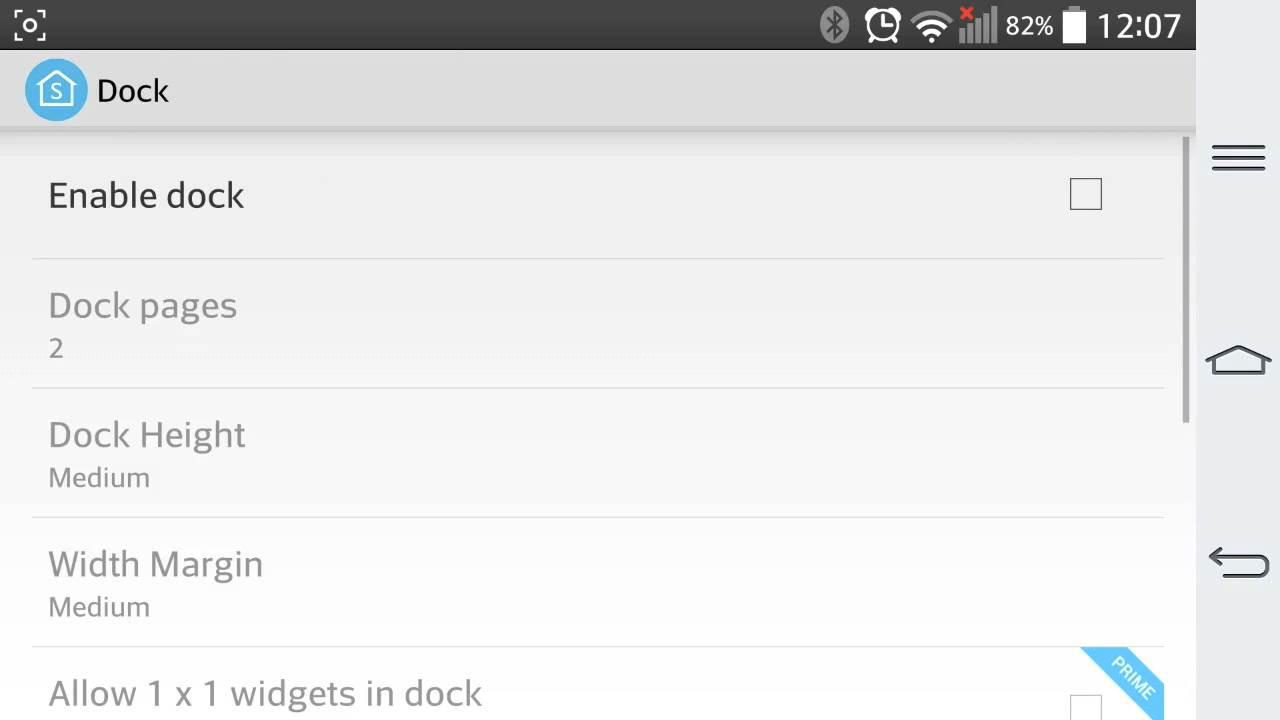 82% 12:07
S Dock
Enable dock
Dock pages
2
Dock Height
Medium
Width Margin
Medium
PRIME
Allow 1 x 1 widgets in dock